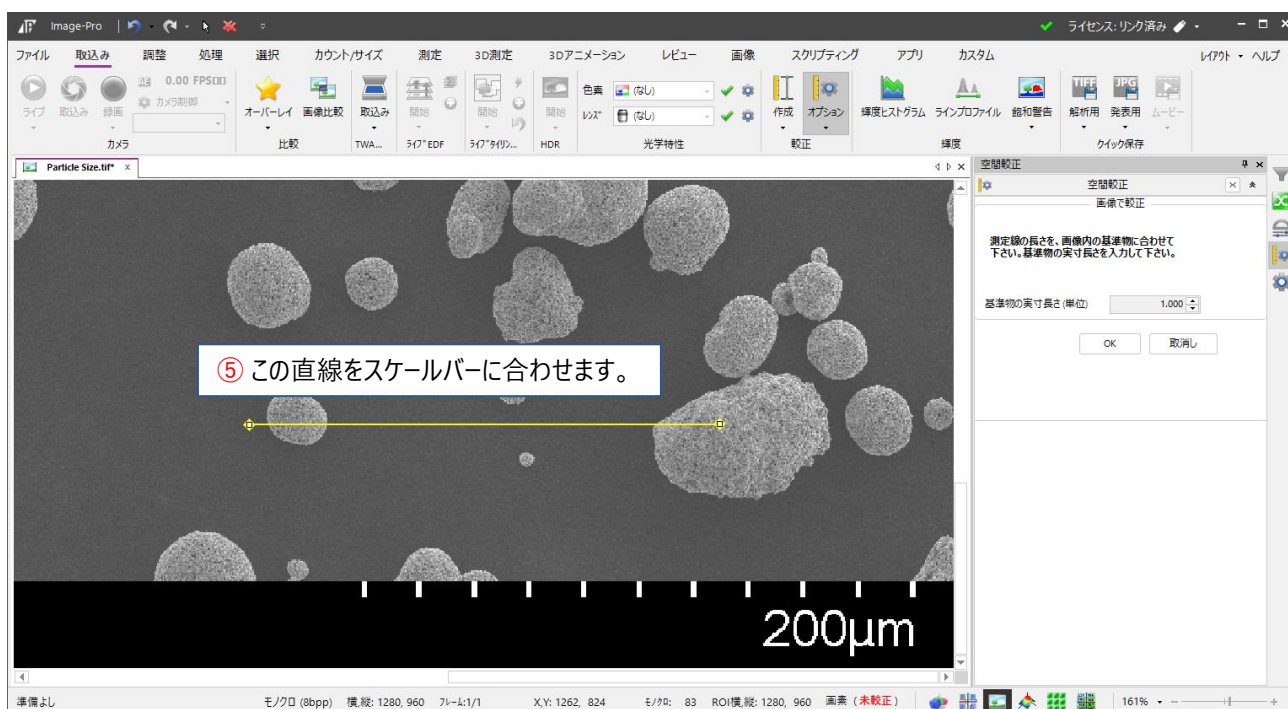 Image-Pro
ライセンス: リンク済み
ファイル 取込み 調整 処理 選択 カウント/サイズ 測定 3D測定 3Dアニメーション レビュー 画像 スクリプティング アプリ カスタム レイアウト ヘルプ
AE 0.00 FPS
カメラ制御
ライブ 取込み 録画
オーバーレイ 画像比較 取込み 開始 開始 開始
色素 (なし)
レンズ (なし)
作成 オプション 輝度ヒストグラム ラインプロファイル 飽和警告 解析用 発表用 ムービー
TIFF JPG
カメラ 比較 TWA... ライブ EDF ライブ タイリン... HDR 光学特性 較正 輝度 クイック保存
Particle Size.tif*
空間較正
空間較正
画像で較正
測定線の長さを、画像内の基準物に合わせて
下さい。基準物の実寸長さを入力して下さい。
基準物の実寸長さ(単位) 1.000
OK 取消し
⑤ この直線をスケールバーに合わせます。
200μm
準備よし モノクロ (8bpp) 横,縦: 1280, 960 フレーム:1/1 X,Y: 1262, 824 モノクロ: 83 ROI横,縦: 1280, 960 画素 (未較正) 161%